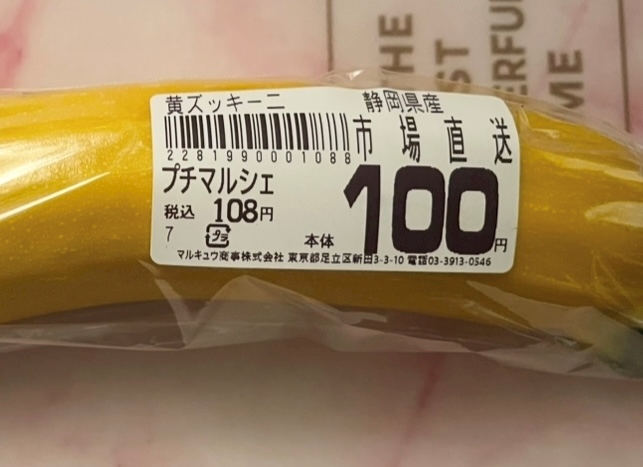 黄ズッキーニ 静岡県産
市場直送
2281990001088
プチマルシェ
税込 108円
100円
7 プラ 本体
マルキュウ商事株式会社 東京都足立区新田3-3-10 電話03-3913-0546
THE
ST
ERFU
ME